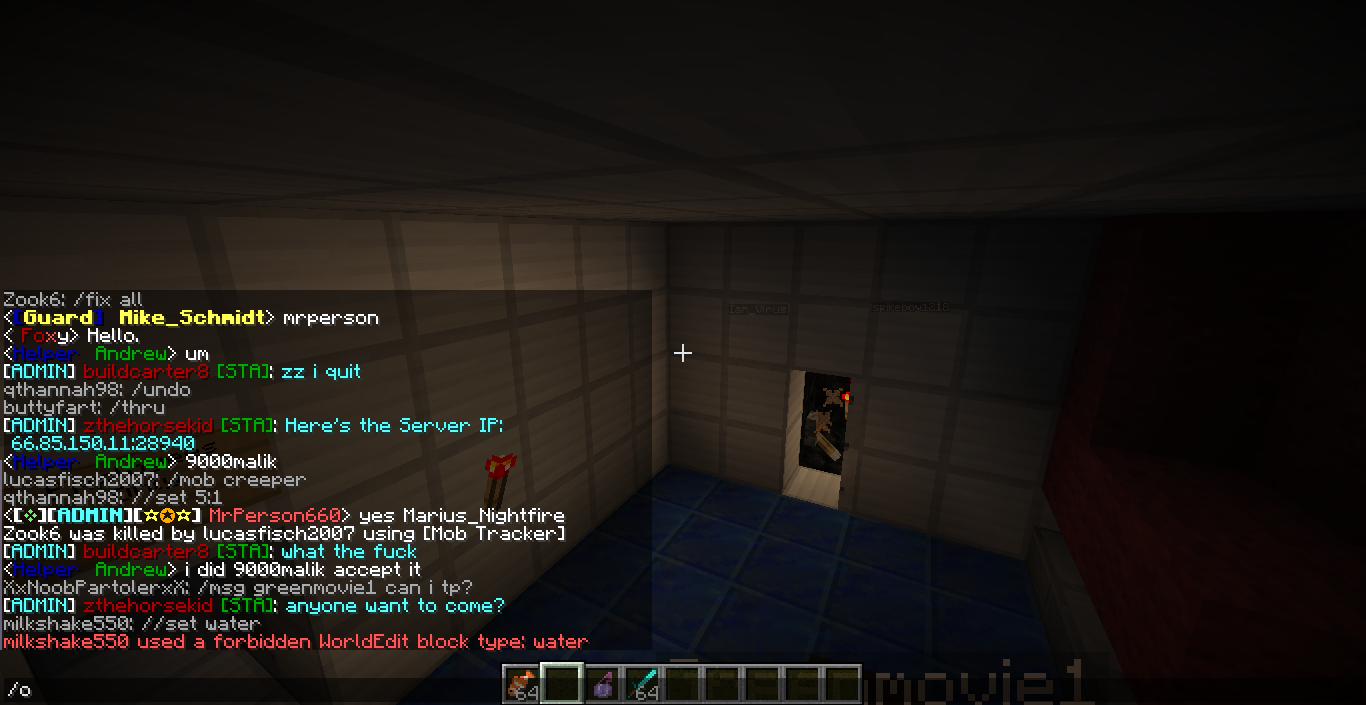 Iam_Virus
spikebow1218
Zook6: /fix all
<[Guard] Mike_Schmidt> mrperson
< Foxy> Hello.
<Helper Andrew> um
[ADMIN] buildcarter8 [STA]: zz i quit
qthannah98: /undo
buttyfart: /thru
[ADMIN] zthehorsekid [STA]: Here's the Server IP:
66.85.150.11:28940
<Helper Andrew> 9000malik
lucasfisch2007: /mob creeper
qthannah98: //set 5:1
<[❖][ADMIN][☆✪☆] MrPerson660> yes Marius_Nightfire
Zook6 was killed by lucasfisch2007 using [Mob Tracker]
[ADMIN] buildcarter8 [STA]: what the fuck
<Helper Andrew> i did 9000malik accept it
XxNoobPartolerxX: /msg greenmovie1 can i tp?
[ADMIN] zthehorsekid [STA]: anyone want to come?
milkshake550: //set water
milkshake550 used a forbidden WorldEdit block type: water
greenmovie1
64
64
/o